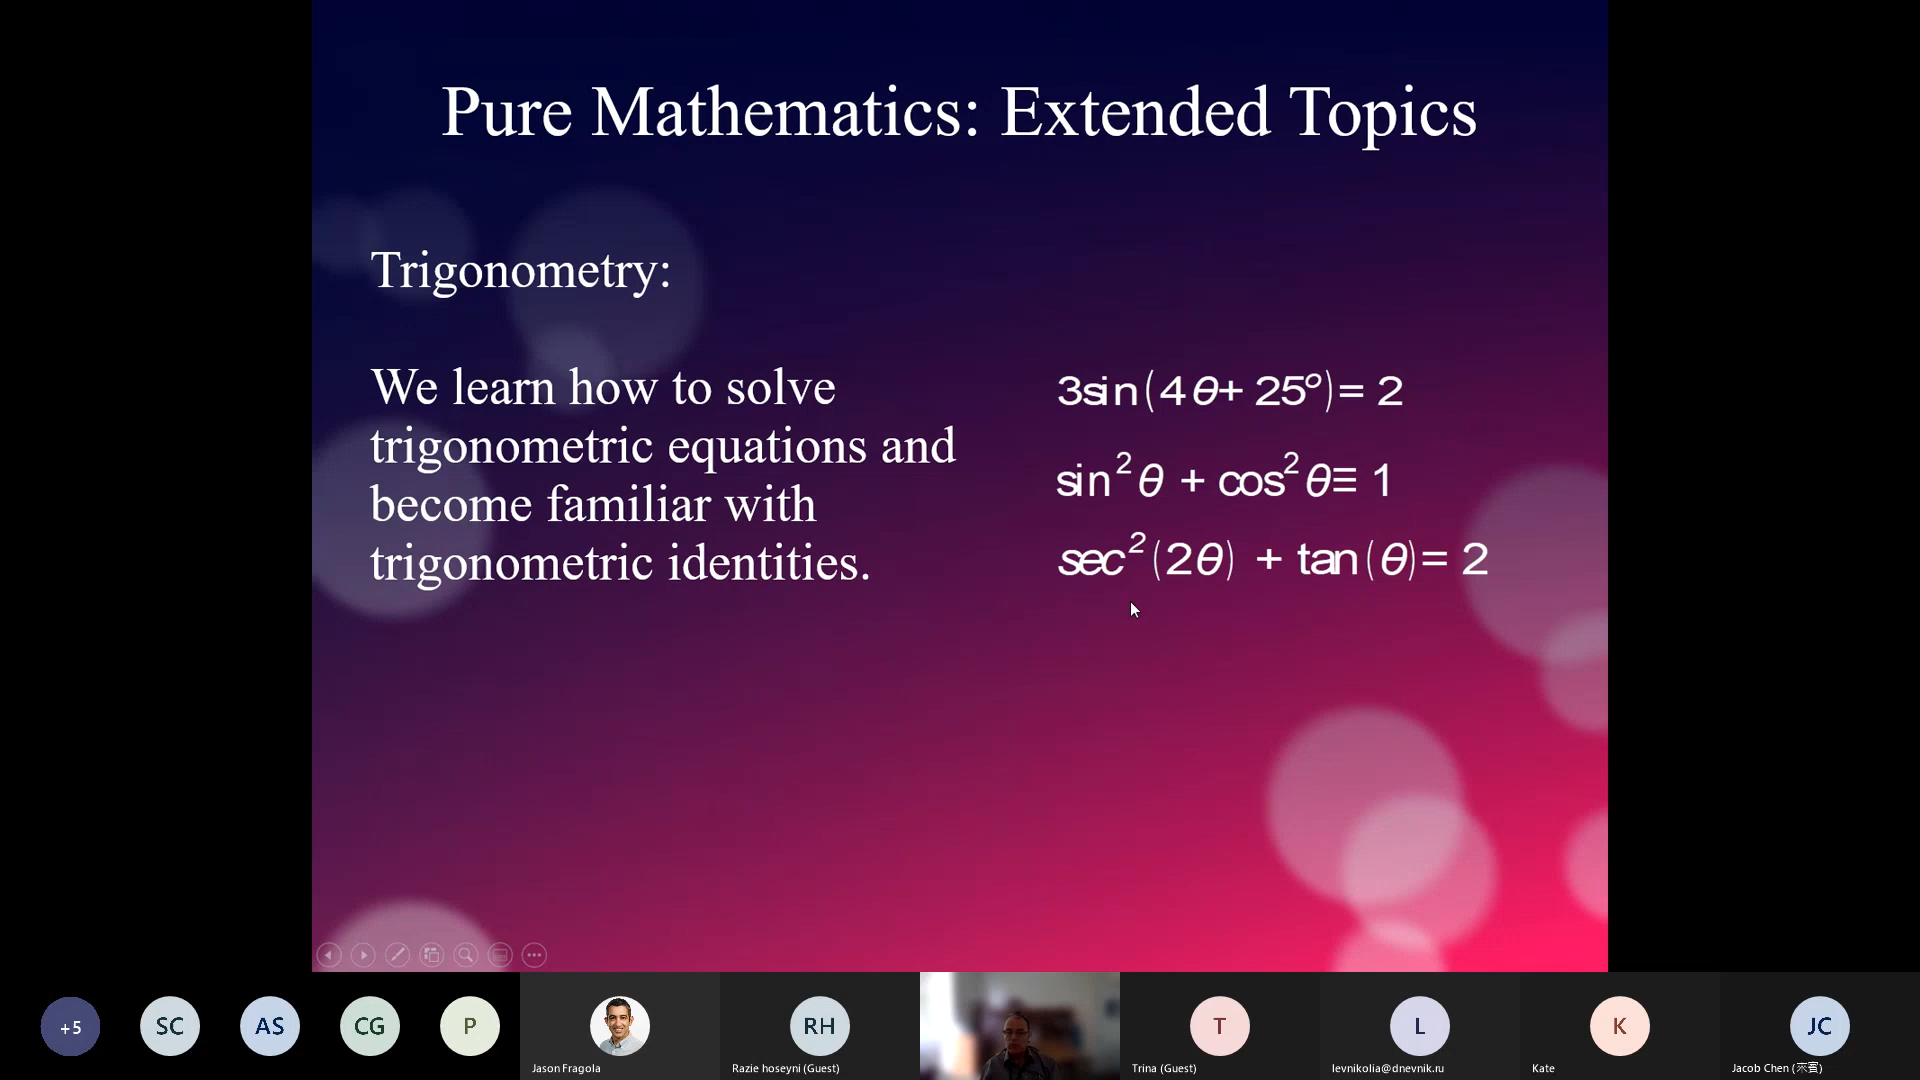 Pure Mathematics: Extended Topics
Trigonometry:
We learn how to solve
trigonometric equations and
become familiar with
trigonometric identities.
3sin(4θ+ 25°)= 2
sin²θ + cos²θ≡ 1
sec²(2θ) + tan(θ)= 2
+5
SC
AS
CG
P
Jason Fragola
RH
Razie hoseyni (Guest)
T
Trina (Guest)
L
levnikolia@dnevnik.ru
K
Kate
JC
Jacob Chen (來賓)